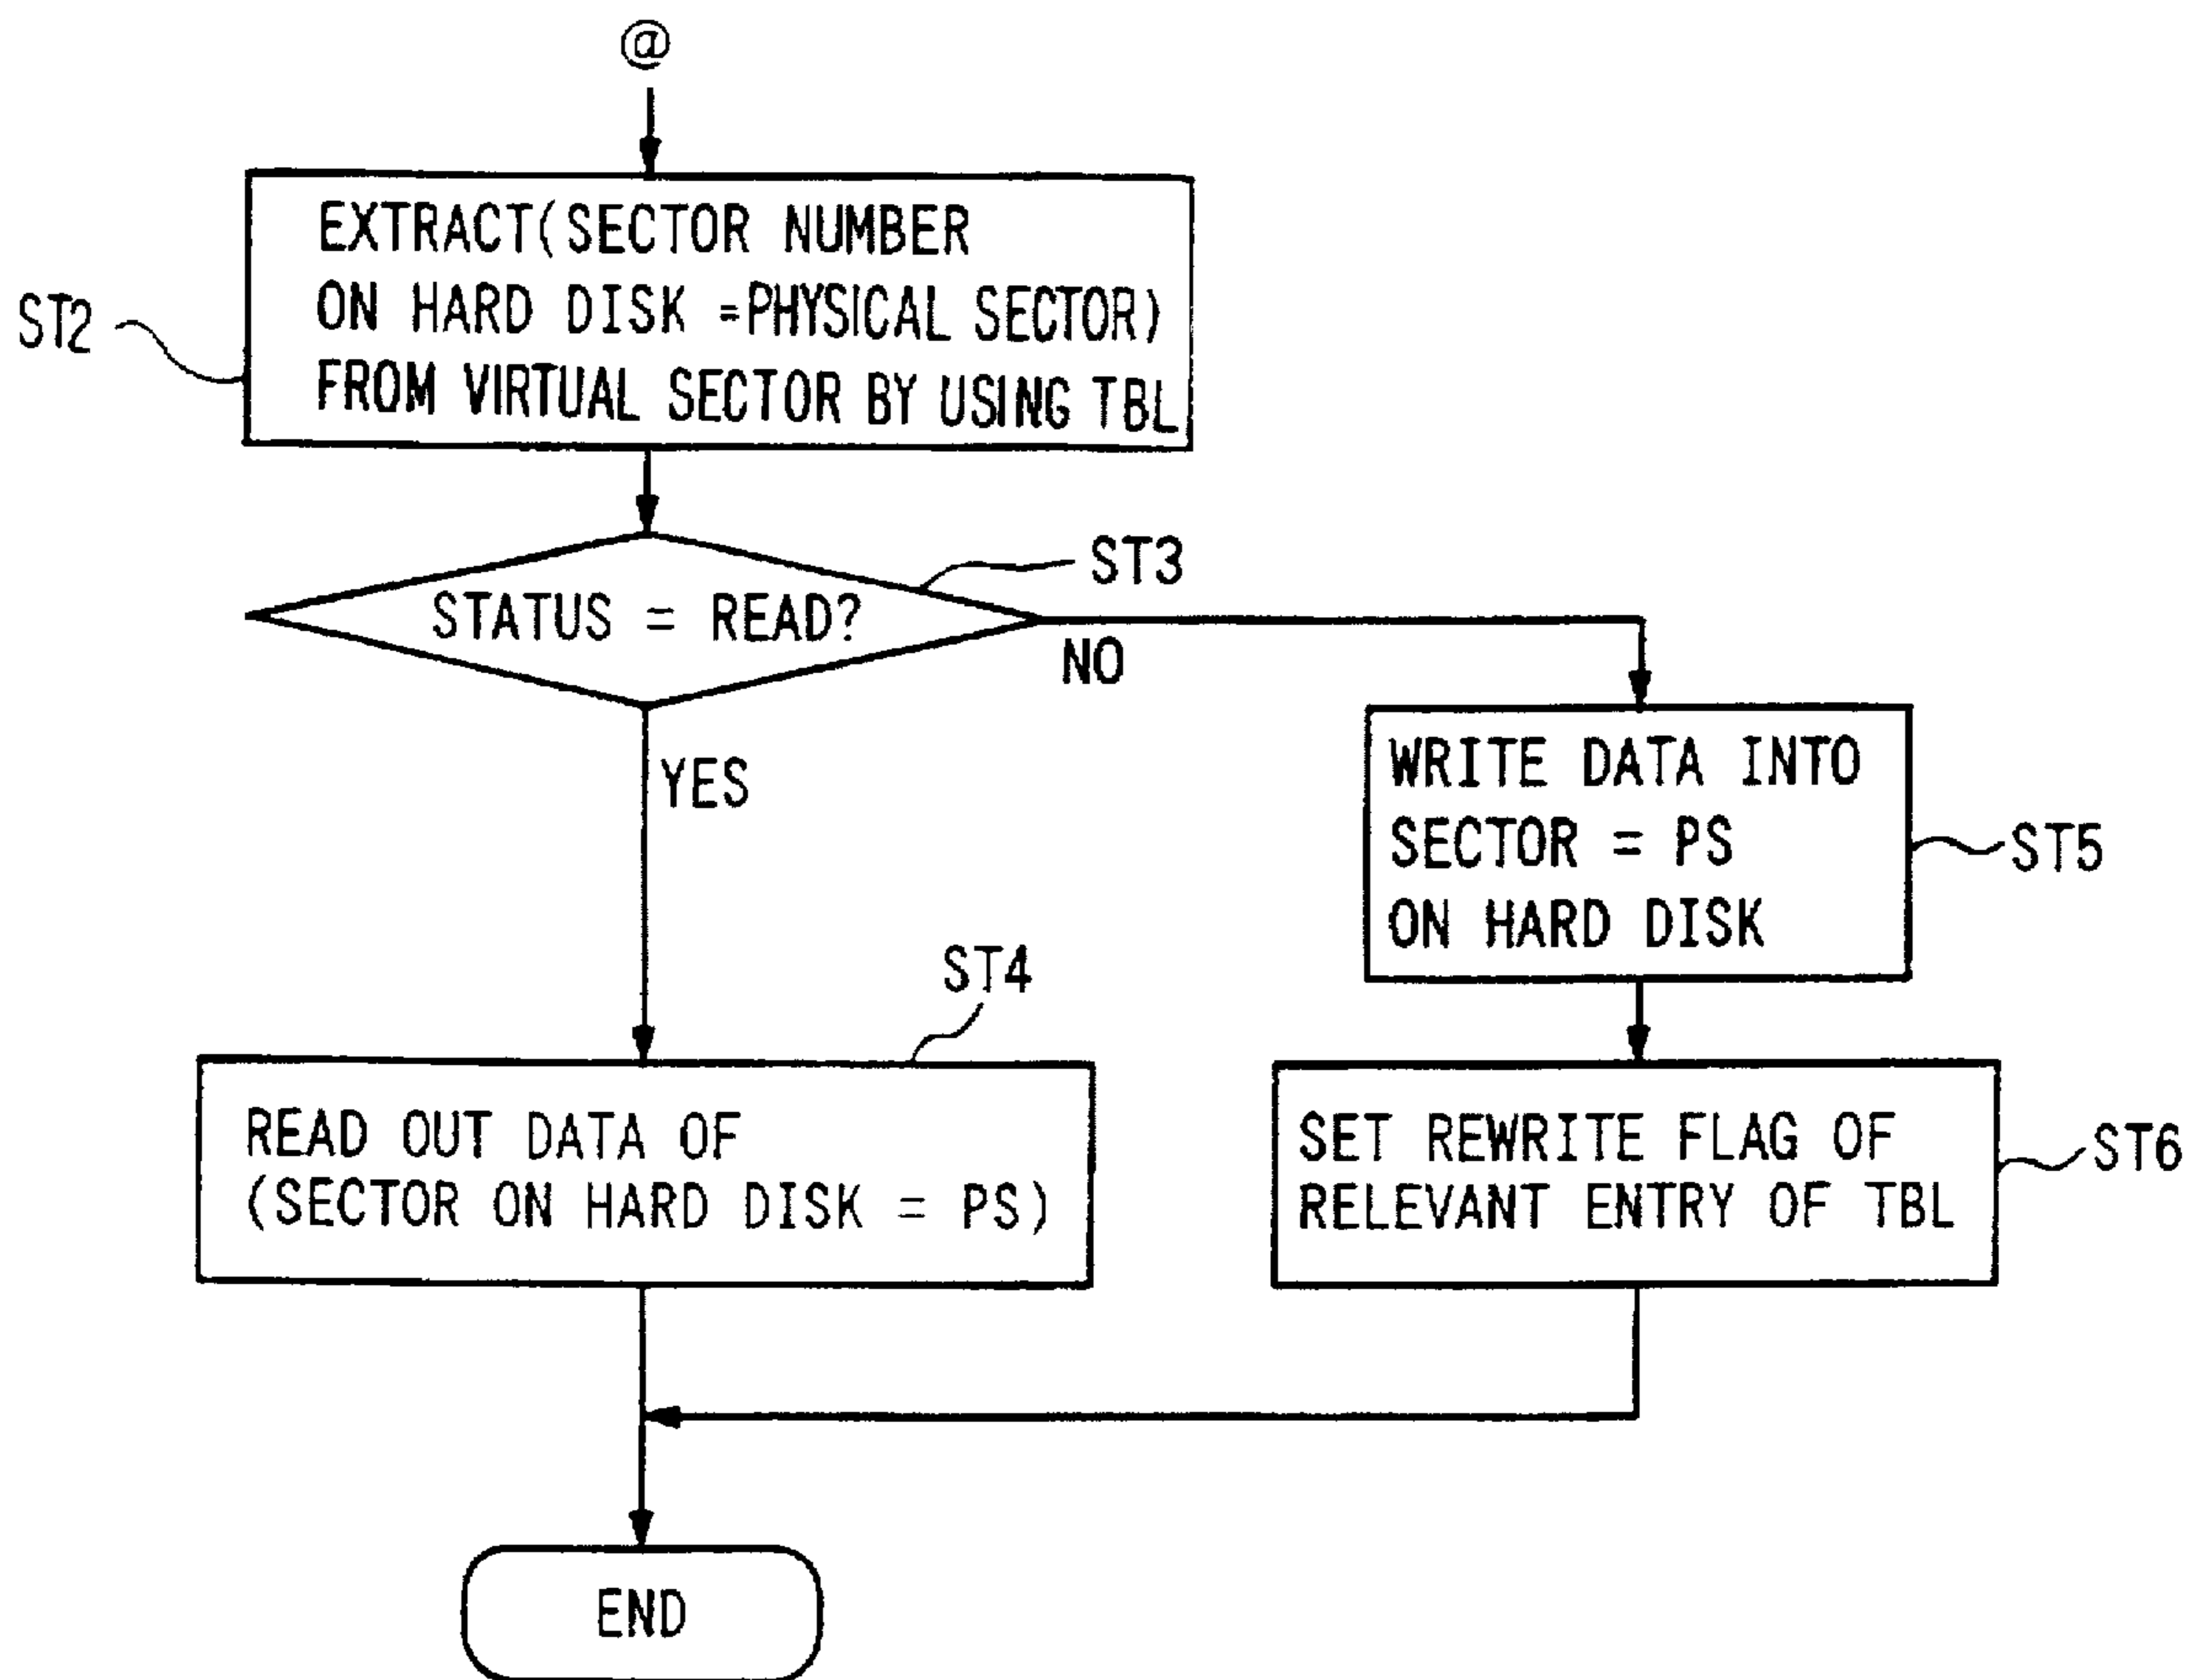 @
EXTRACT(SECTOR NUMBER
ON HARD DISK =PHYSICAL SECTOR)
FROM VIRTUAL SECTOR BY USING TBL
ST2
ST3
STATUS = READ?
NO
YES
WRITE DATA INTO
SECTOR = PS
ON HARD DISK
ST5
ST4
READ OUT DATA OF
(SECTOR ON HARD DISK = PS)
SET REWRITE FLAG OF
RELEVANT ENTRY OF TBL
ST6
END